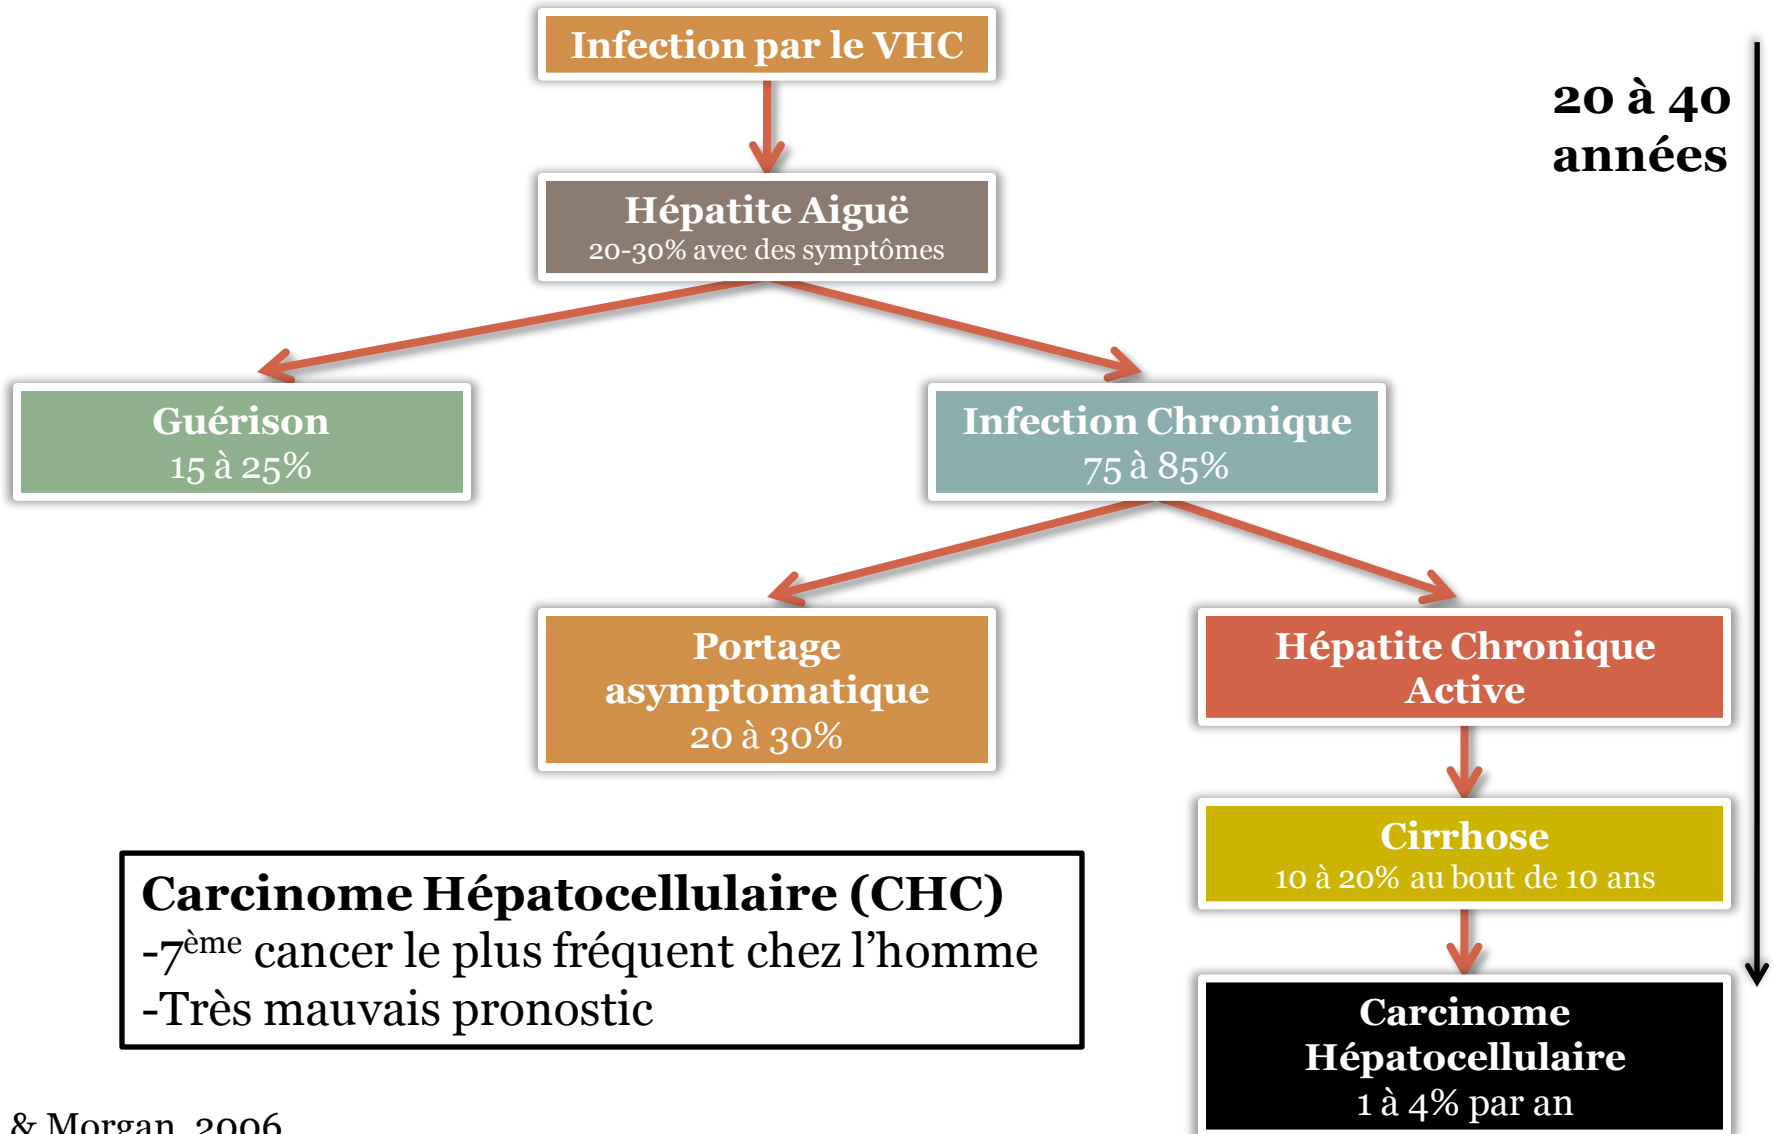 Infection par le VHC
20 à 40
années
Hépatite Aiguë
20-30% avec des symptômes
Guérison
15 à 25%
Infection Chronique
75 à 85%
Portage
asymptomatique
20 à 30%
Hépatite Chronique
Active
Cirrhose
10 à 20% au bout de 10 ans
Carcinome Hépatocellulaire (CHC)
-7ème cancer le plus fréquent chez l'homme
-Très mauvais pronostic
Carcinome
Hépatocellulaire
1 à 4% par an
& Morgan, 2006